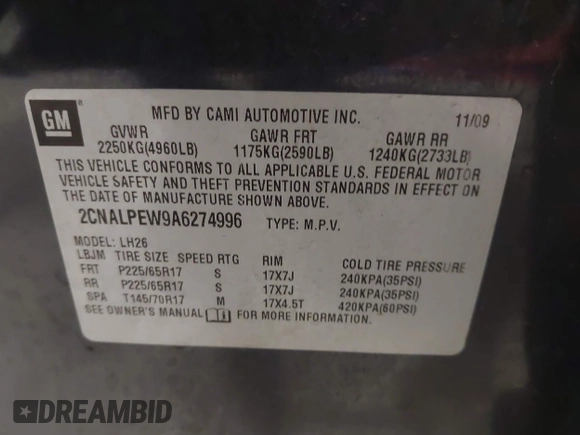 GM
®
MFD BY CAMI AUTOMOTIVE INC. 11/09
GVWR GAWR FRT GAWR RR
2250KG(4960LB) 1175KG(2590LB) 1240KG(2733LB)
THIS VEHICLE CONFORMS TO ALL APPLICABLE U.S. FEDERAL MOTOR
VEHICLE SAFETY AND THEFT PREVENTION STANDARDS IN EFFECT ON
THE DATE OF MANUFACTURE SHOWN ABOVE.
2CNALPEW9A6274996 TYPE: M.P.V.
MODEL: LH26
LBJM TIRE SIZE SPEED RTG RIM COLD TIRE PRESSURE
FRT P225/65R17 S 17X7J 240KPA(35PSI)
RR P225/65R17 S 17X7J 240KPA(35PSI)
SPA T145/70R17 M 17X4.5T 420KPA(60PSI)
SEE OWNER'S MANUAL FOR MORE INFORMATION.
DREAMBID